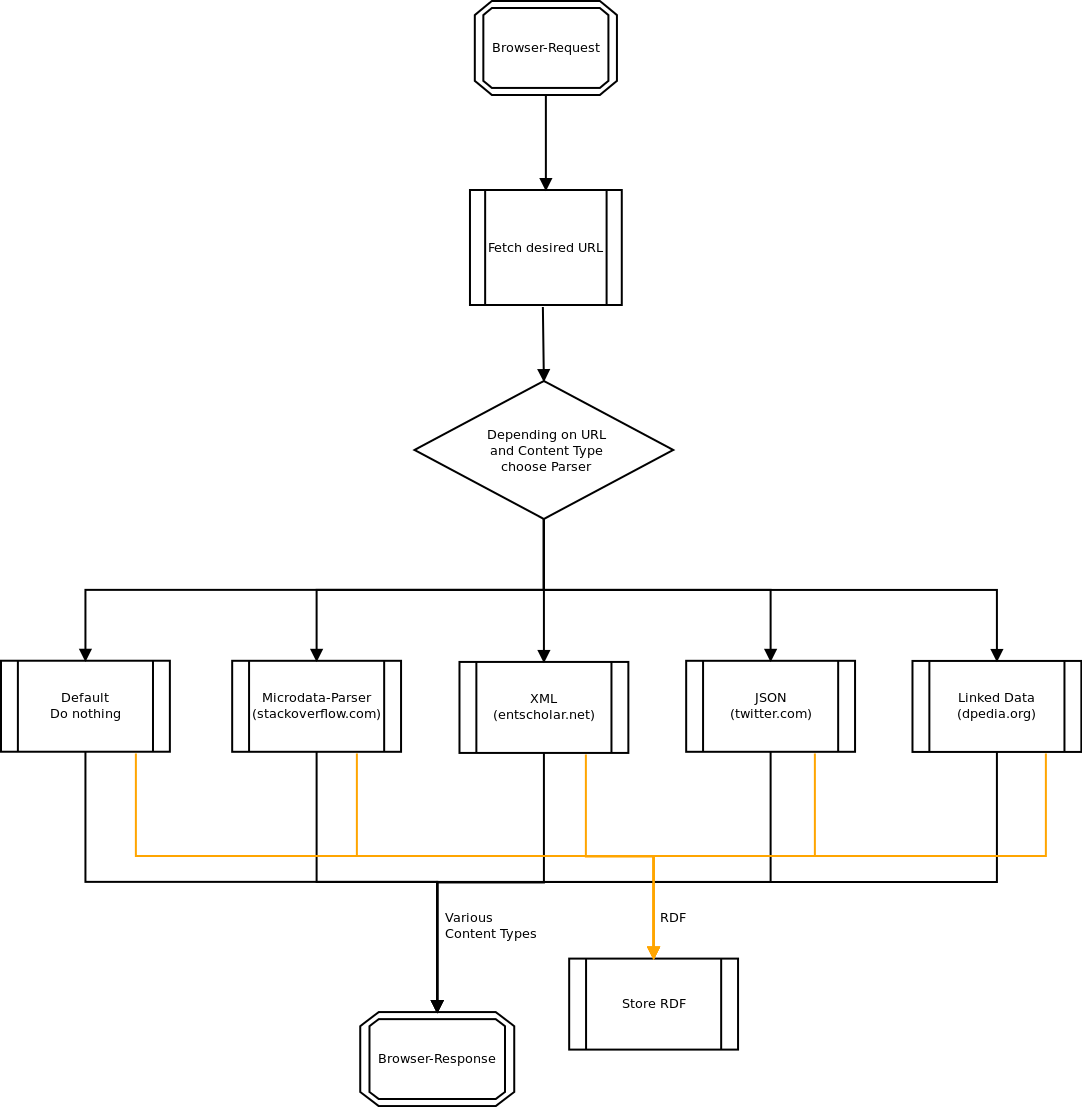 Browser-Request
Fetch desired URL
Depending on URL
and Content Type
choose Parser
Default
Do nothing
Microdata-Parser
(stackoverflow.com)
XML
(entscholar.net)
JSON
(twitter.com)
Linked Data
(dpedia.org)
Various
Content Types
RDF
Store RDF
Browser-Response